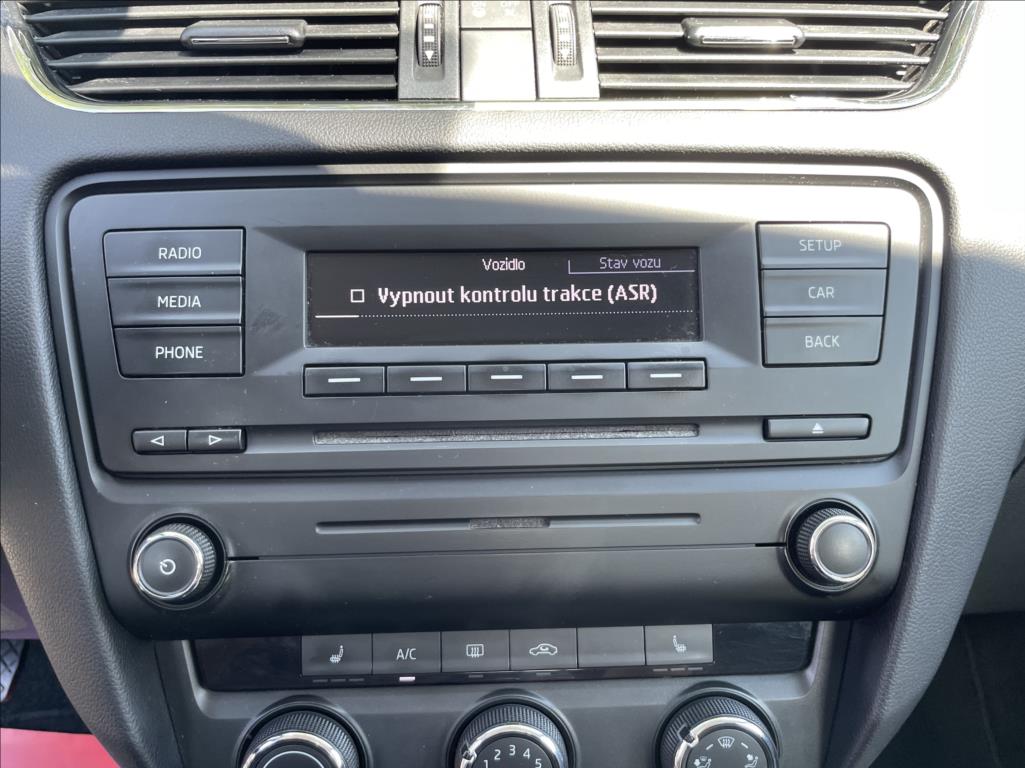 RADIO
MEDIA
PHONE
Vozidlo
Stav vozu
Vypnout kontrolu trakce (ASR)
SETUP
CAR
BACK
A/C
1 2 3 4 5